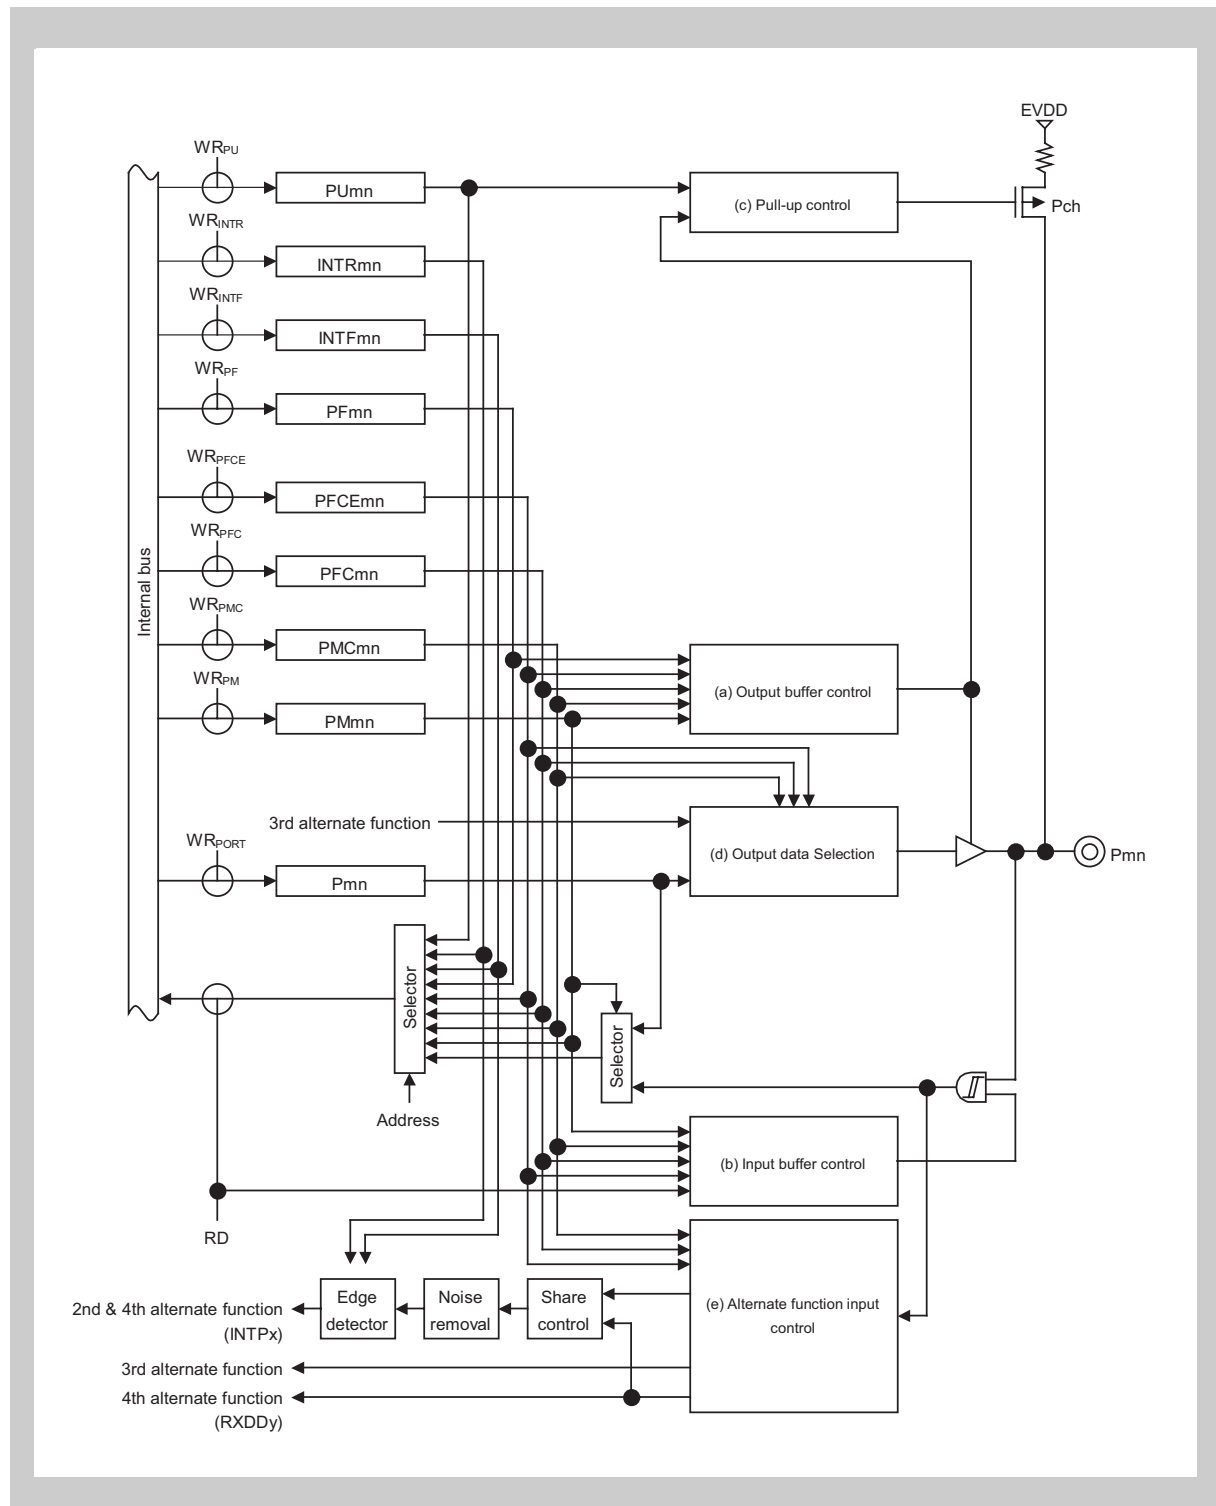 EVDD
WRPU
PUmn
(c) Pull-up control
Pch
WRINTR
INTRmn
WRINTF
INTFmn
WRPF
PFmn
WRPFCE
PFCEmn
WRPFC
PFCmn
Internal bus
WRPMC
PMCmn
WRPM
PMmn
(a) Output buffer control
3rd alternate function
WRPORT
Pmn
(d) Output data Selection
Pmn
Selector
Selector
Address
(b) Input buffer control
RD
2nd & 4th alternate function
(INTPx)
Edge
detector
Noise
removal
Share
control
(e) Alternate function input
control
3rd alternate function
4th alternate function
(RXDDy)